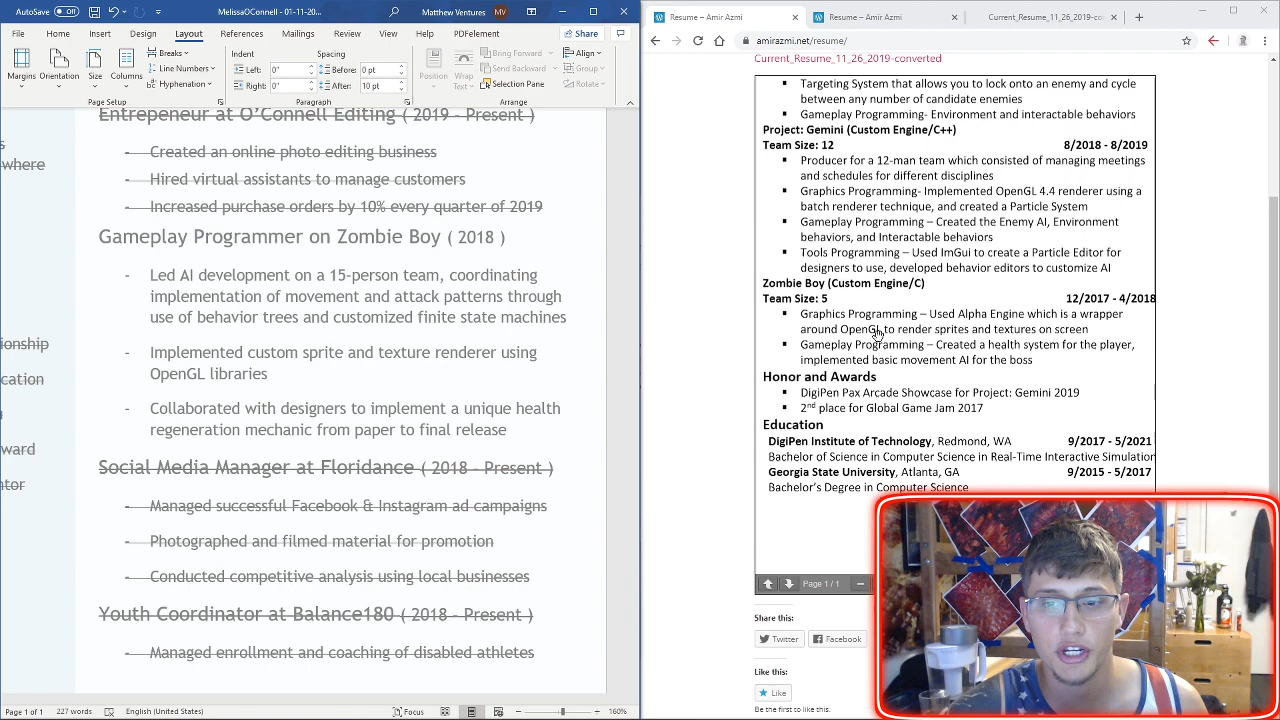 AutoSave Off MelissaOConnell - 01-11-20... Matthew Ventures MV
File Home Insert Design Layout References Mailings Review View Help PDFelement Share
Margins Orientation Size Columns
Breaks
Line Numbers
Hyphenation
Page Setup
Indent Spacing
Left: 0" Before: 0 pt
Right: 0" After: 10 pt
Paragraph
Position Wrap Text
Bring Forward
Send Backward
Selection Pane
Align
Group
Rotate
Arrange
Entrepeneur at O'Connell Editing ( 2019 - Present )
where
- Created an online photo editing business
- Hired virtual assistants to manage customers
- Increased purchase orders by 10% every quarter of 2019
Gameplay Programmer on Zombie Boy ( 2018 )
- Led AI development on a 15-person team, coordinating
implementation of movement and attack patterns through
use of behavior trees and customized finite state machines
ionship
- Implemented custom sprite and texture renderer using
OpenGL libraries
cation
- Collaborated with designers to implement a unique health
regeneration mechanic from paper to final release
ward
Social Media Manager at Floridance ( 2018 - Present )
tor
- Managed successful Facebook & Instagram ad campaigns
- Photographed and filmed material for promotion
- Conducted competitive analysis using local businesses
Youth Coordinator at Balance180 ( 2018 - Present )
- Managed enrollment and coaching of disabled athletes
Page 1 of 1 227 words English (United States) Focus 160%
Resume – Amir Azmi Resume – Amir Azmi Current_Resume_11_26_2019-co
amirazmi.net/resume/
Current_Resume_11_26_2019-converted
Targeting System that allows you to lock onto an enemy and cycle
between any number of candidate enemies
Gameplay Programming- Environment and interactable behaviors
Project: Gemini (Custom Engine/C++)
Team Size: 12 8/2018 - 8/2019
Producer for a 12-man team which consisted of managing meetings
and schedules for different disciplines
Graphics Programming- Implemented OpenGL 4.4 renderer using a
batch renderer technique, and created a Particle System
Gameplay Programming – Created the Enemy AI, Environment
behaviors, and Interactable behaviors
Tools Programming – Used ImGui to create a Particle Editor for
designers to use, developed behavior editors to customize AI
Zombie Boy (Custom Engine/C)
Team Size: 5 12/2017 - 4/2018
Graphics Programming – Used Alpha Engine which is a wrapper
around OpenGL to render sprites and textures on screen
Gameplay Programming – Created a health system for the player,
implemented basic movement AI for the boss
Honor and Awards
DigiPen Pax Arcade Showcase for Project: Gemini 2019
2nd place for Global Game Jam 2017
Education
DigiPen Institute of Technology, Redmond, WA 9/2017 - 5/2021
Bachelor of Science in Computer Science in Real-Time Interactive Simulation
Georgia State University, Atlanta, GA 9/2015 - 5/2017
Bachelor's Degree in Computer Science
Page 1 / 1
Share this:
Twitter Facebook
Like this:
Like
Be the first to like this.